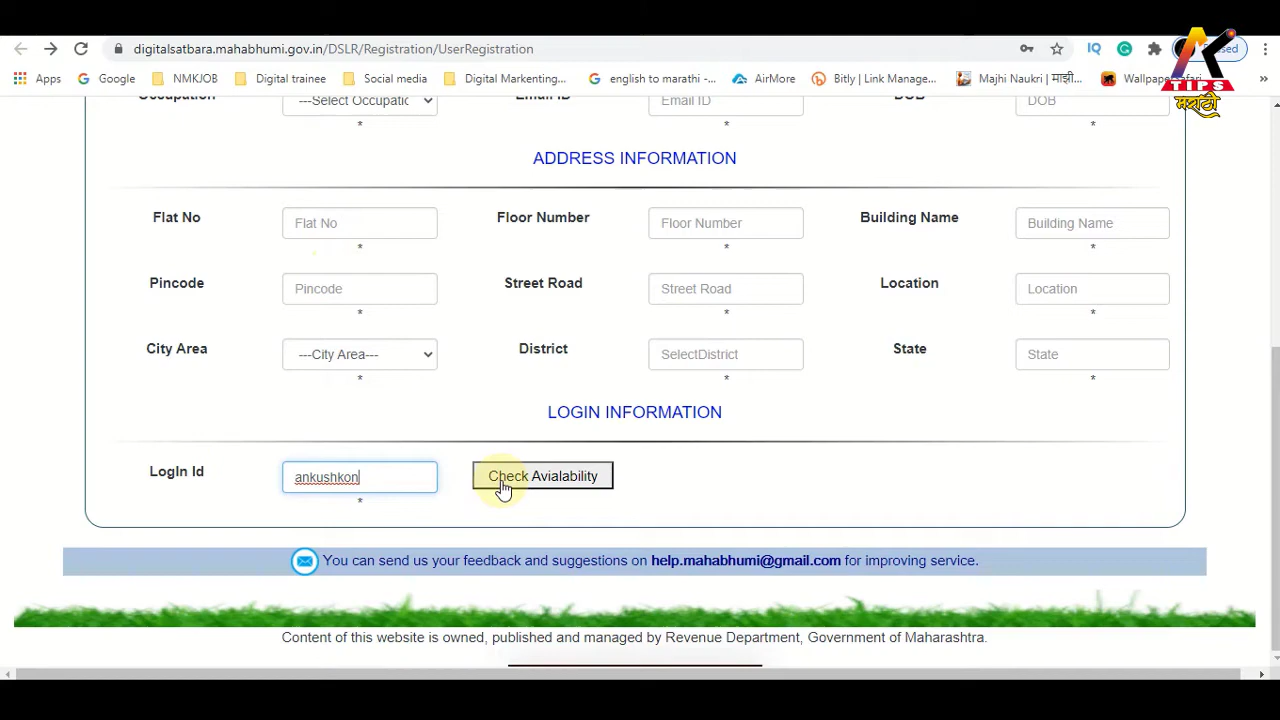 digitalsatbara.mahabhumi.gov.in/DSLR/Registration/UserRegistration
Apps Google NMKJOB Digital trainee Social media Digital Marketing... english to marathi -... AirMore Bitly | Link Manage... Majhi Naukri | माझी... WallpaperSafari »
TIPS
मराठी
Occupation ---Select Occupatic Email ID Email ID DOB DOB
* * *
ADDRESS INFORMATION
Flat No Flat No Floor Number Floor Number Building Name Building Name
* * *
Pincode Pincode Street Road Street Road Location Location
* * *
City Area ---City Area--- District SelectDistrict State State
* * *
LOGIN INFORMATION
LogIn Id ankushkon Check Avialability
*
You can send us your feedback and suggestions on help.mahabhumi@gmail.com for improving service.
Content of this website is owned, published and managed by Revenue Department, Government of Maharashtra.